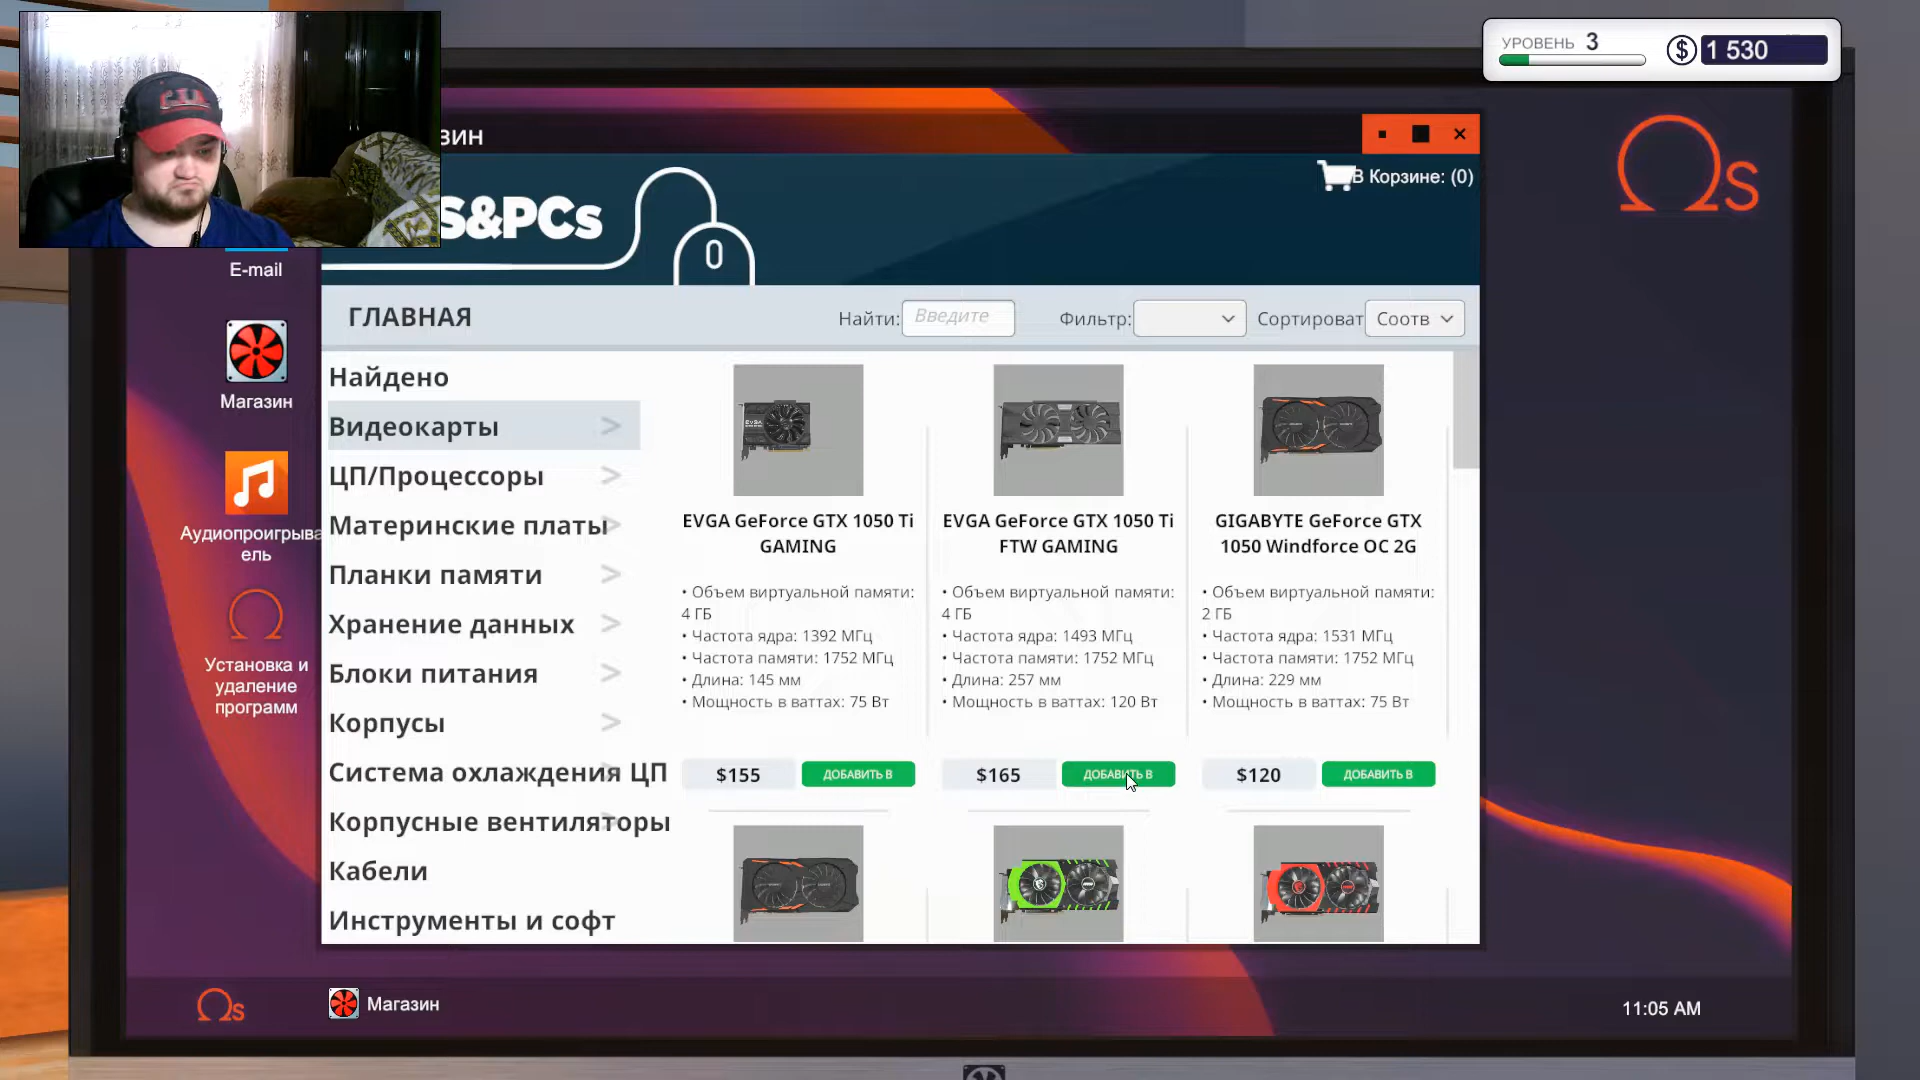 УРОВЕНЬ 3
$ 1 530
ЗИН
S&PCs
В Корзине: (0)
E-mail
Магазин
Аудиопроигрыва
ель
Установка и
удаление
программ
ГЛАВНАЯ
Найти: Введите
Фильтр:
Сортироват Соотв
Найдено
Видеокарты >
ЦП/Процессоры >
Материнские платы >
Планки памяти >
Хранение данных >
Блоки питания >
Корпусы >
Система охлаждения ЦП
Корпусные вентиляторы
Кабели
Инструменты и софт
EVGA GeForce GTX 1050 Ti
GAMING
• Объем виртуальной памяти:
4 ГБ
• Частота ядра: 1392 МГц
• Частота памяти: 1752 МГц
• Длина: 145 мм
• Мощность в ваттах: 75 Вт
$155 ДОБАВИТЬ В
EVGA GeForce GTX 1050 Ti
FTW GAMING
• Объем виртуальной памяти:
4 ГБ
• Частота ядра: 1493 МГц
• Частота памяти: 1752 МГц
• Длина: 257 мм
• Мощность в ваттах: 120 Вт
$165 ДОБАВИТЬ В
GIGABYTE GeForce GTX
1050 Windforce OC 2G
• Объем виртуальной памяти:
2 ГБ
• Частота ядра: 1531 МГц
• Частота памяти: 1752 МГц
• Длина: 229 мм
• Мощность в ваттах: 75 Вт
$120 ДОБАВИТЬ В
Ωs
Ωs
Магазин
11:05 AM